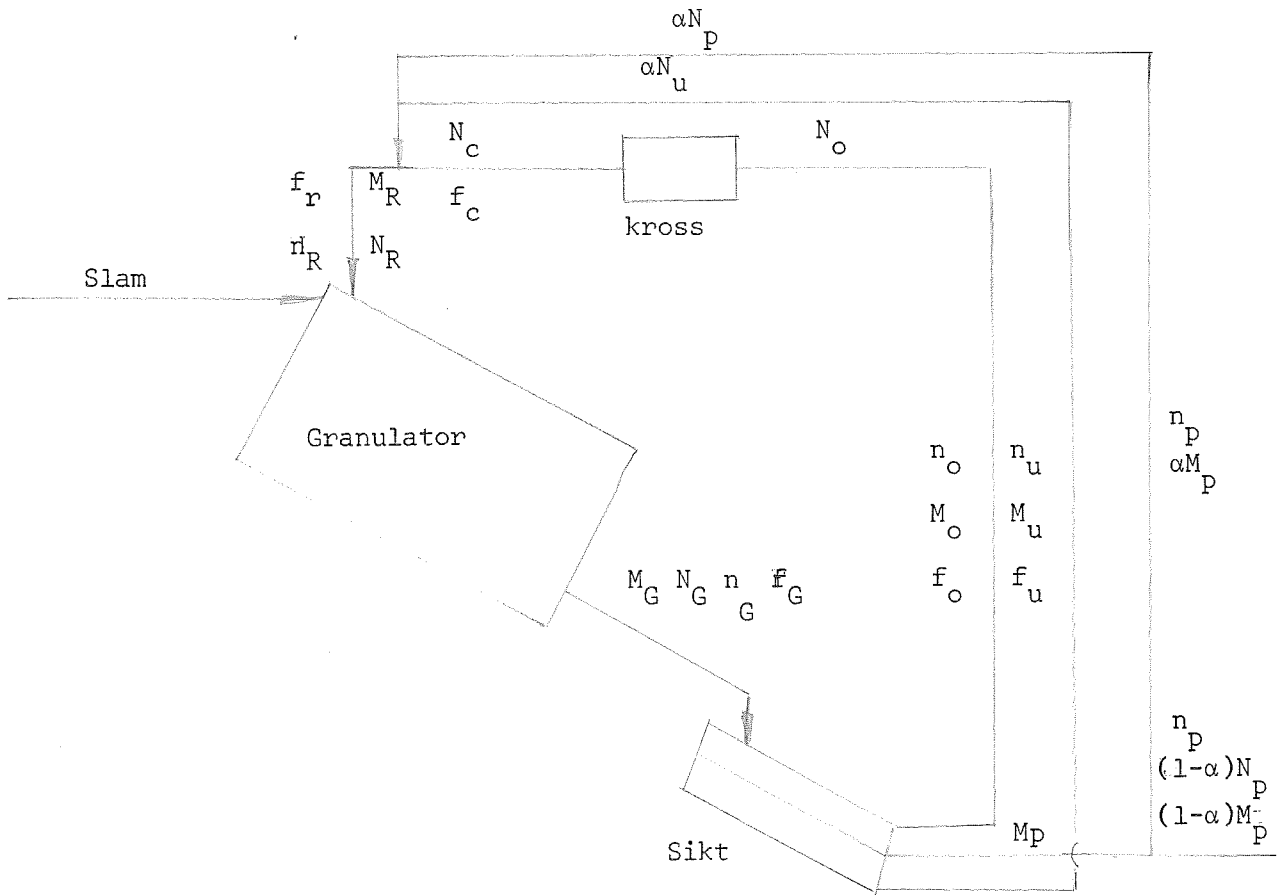 αN_p
αN_u
N_c
N_o
f_r M_R f_c
kross
n_R N_R
Slam
Granulator
n_p
αM_p
n_o n_u
M_o M_u
f_o f_u
M_G N_G n_G f_G
n_p
(1-α)N_p
(1-α)M_p
Mp
Sikt